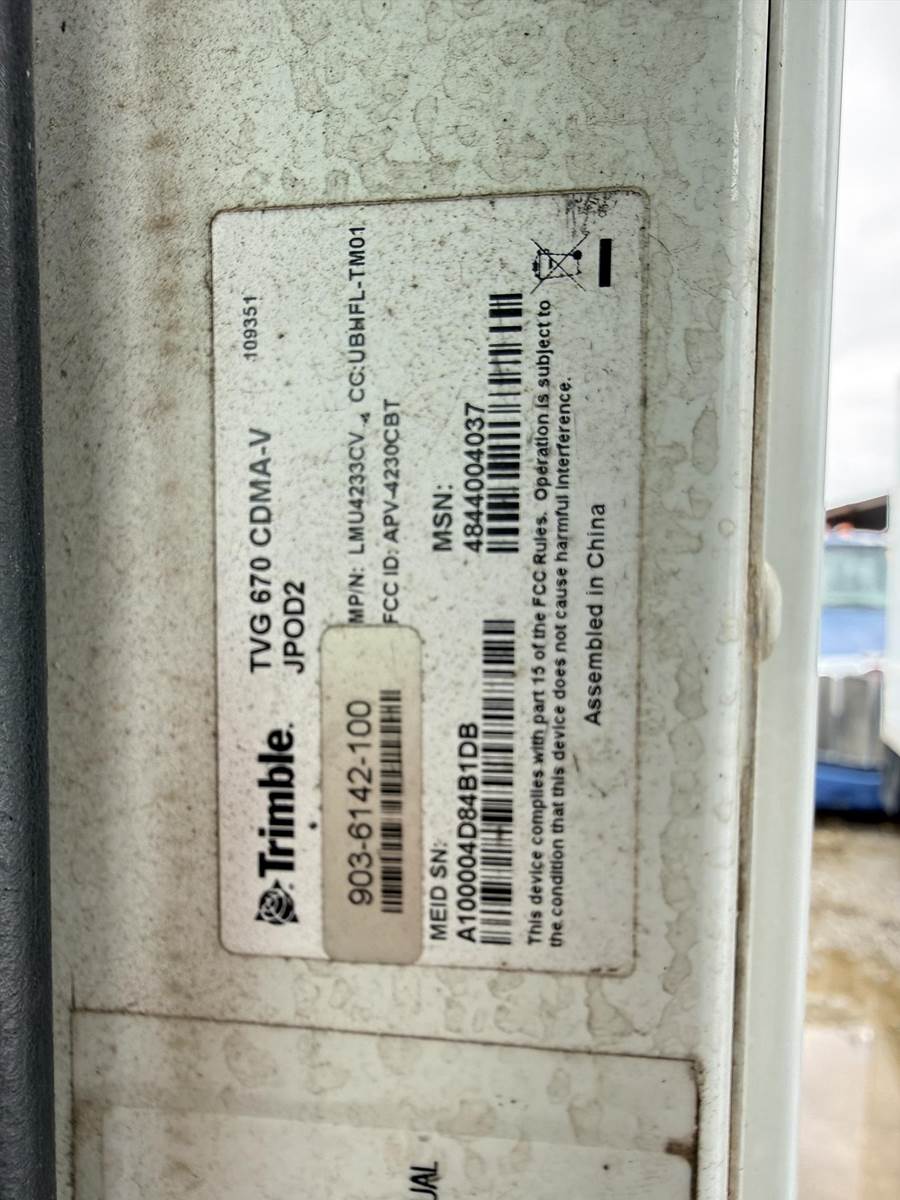 Trimble.
TVG 670 CDMA-V
109351
JPOD2
903-6142-100
MP/N: LMU4233CV CC:UBHFL-TM01
FCC ID: APV-4230CBT
MEID SN:
A100004D84B1DB
MSN:
4844004037
This device complies with part 15 of the FCC Rules. Operation is subject to
the condition that this device does not cause harmful Interference.
Assembled in China